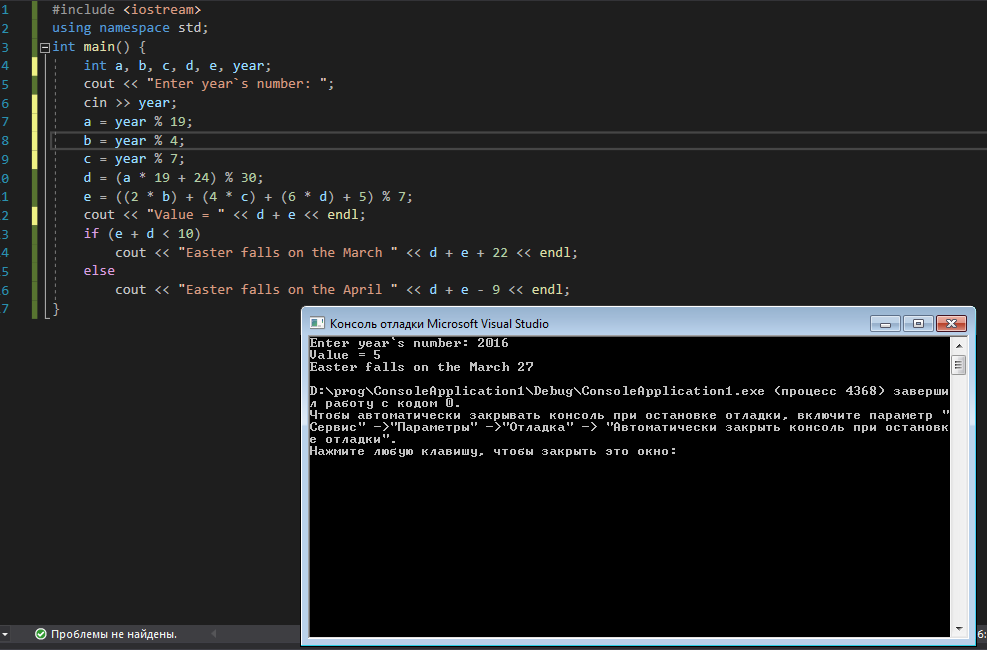 1 #include <iostream>
2 using namespace std;
3 int main() {
4 int a, b, c, d, e, year;
5 cout << "Enter year`s number: ";
6 cin >> year;
7 a = year % 19;
8 b = year % 4;
9 c = year % 7;
0 d = (a * 19 + 24) % 30;
1 e = ((2 * b) + (4 * c) + (6 * d) + 5) % 7;
2 cout << "Value = " << d + e << endl;
3 if (e + d < 10)
4 cout << "Easter falls on the March " << d + e + 22 << endl;
5 else
6 cout << "Easter falls on the April " << d + e - 9 << endl;
7 }
Консоль отладки Microsoft Visual Studio
Enter year`s number: 2016
Value = 5
Easter falls on the March 27
D:\prog\ConsoleApplication1\Debug\ConsoleApplication1.exe (процесс 4368) заверши
л работу с кодом 0.
Чтобы автоматически закрывать консоль при остановке отладки, включите параметр "
Сервис" ->"Параметры" ->"Отладка" -> "Автоматически закрыть консоль при остановк
е отладки".
Нажмите любую клавишу, чтобы закрыть это окно:
Проблемы не найдены.
6: